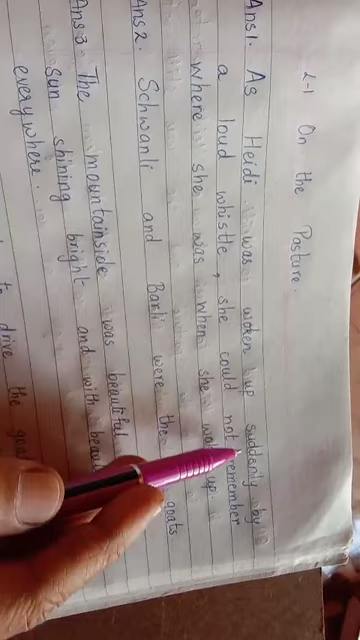 L-1 On the Pasture.
Ans1. As Heidi was woken up suddenly by
a loud whistle, she could not remember
where she was when she woke up.
Ans2. Schwanli and Barli were the goats
Ans3. The mountainside was beautiful
sun shining bright and with
everywhere.
to drive the